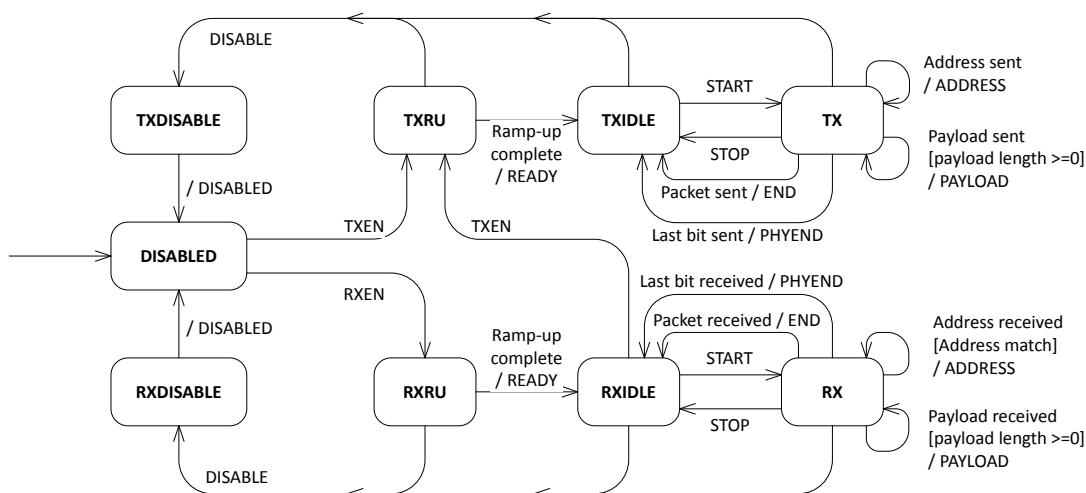 DISABLE
TXDISABLE
TXRU
TXIDLE
TX
START
STOP
Address sent
/ ADDRESS
Payload sent
[payload length >=0]
/ PAYLOAD
Ramp-up
complete
/ READY
Packet sent / END
Last bit sent / PHYEND
/ DISABLED
DISABLED
TXEN
TXEN
RXEN
Last bit received / PHYEND
Packet received / END
/ DISABLED
Ramp-up
complete
/ READY
START
STOP
RXDISABLE
RXRU
RXIDLE
RX
Address received
[Address match]
/ ADDRESS
Payload received
[payload length >=0]
/ PAYLOAD
DISABLE